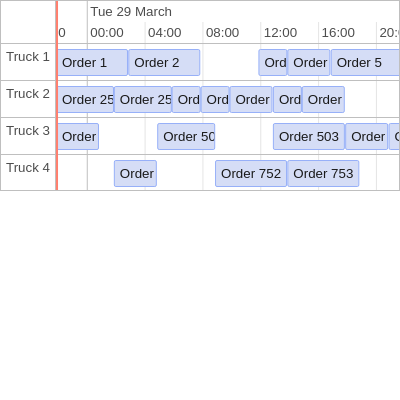 Tue 29 March
0 00:00 04:00 08:00 12:00 16:00 20:
Truck 1 Order 1 Order 2 Ord Order Order 5
Truck 2 Order 25 Order 25 Ord Ord Order Ord Order
Truck 3 Order Order 50 Order 503 Order
Truck 4 Order Order 752 Order 753